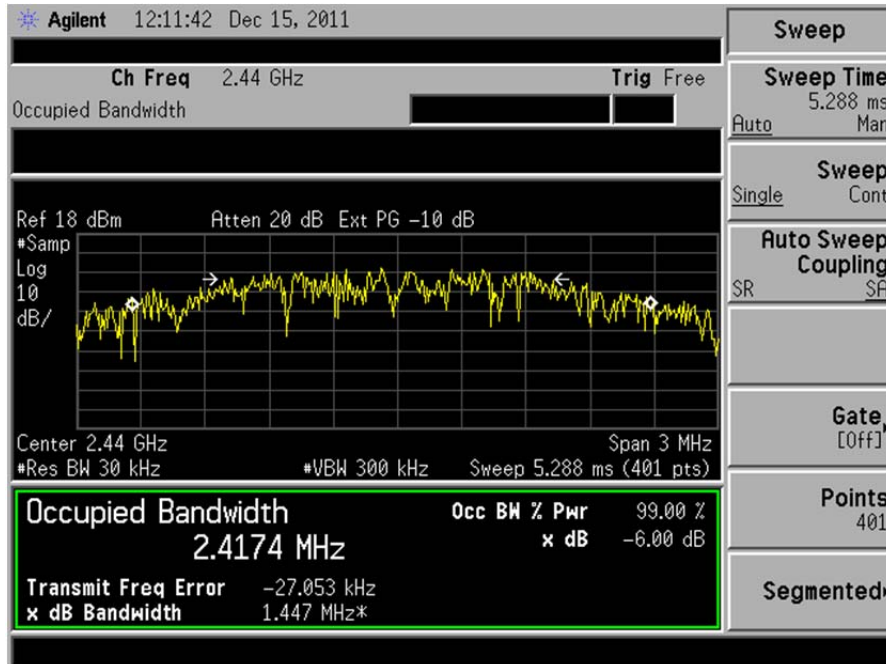 Agilent 12:11:42 Dec 15, 2011
Sweep
Ch Freq 2.44 GHz Trig Free
Occupied Bandwidth
Sweep Time
5.288 ms
Auto Man
Sweep
Single Cont
Auto Sweep
Coupling
SR SA
Gate
[Off]
Points
401
Segmented
Ref 18 dBm Atten 20 dB Ext PG -10 dB
#Samp
Log
10
dB/
Center 2.44 GHz Span 3 MHz
#Res BW 30 kHz #VBW 300 kHz Sweep 5.288 ms (401 pts)
Occupied Bandwidth Occ BW % Pwr 99.00 %
2.4174 MHz x dB -6.00 dB
Transmit Freq Error -27.053 kHz
x dB Bandwidth 1.447 MHz*